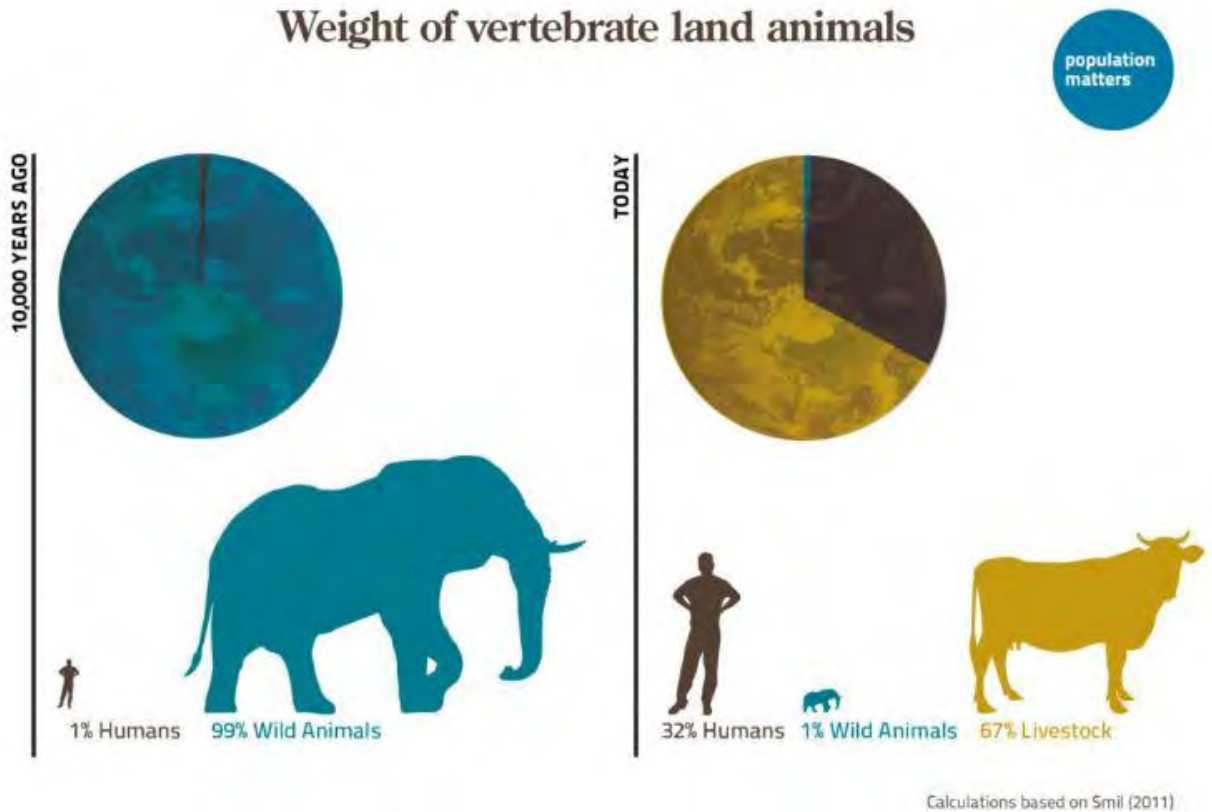 Weight of vertebrate land animals
population
matters
10,000 YEARS AGO
1% Humans
99% Wild Animals
TODAY
32% Humans
1% Wild Animals
67% Livestock
Calculations based on Smil (2011)